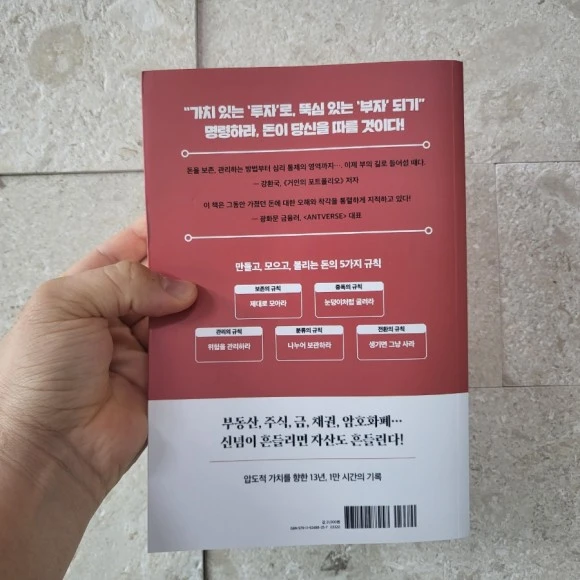 "가치 있는 '투자'로, 뚝심 있는 '부자' 되기"
명령하라, 돈이 당신을 따를 것이다!
돈을 보존, 관리하는 방법부터 심리 통제의 영역까지…. 이제 부의 길로 들어설 때다.
— 강환국, 《거인의 포트폴리오》 저자
이 책은 그동안 가졌던 돈에 대한 오해와 착각을 통렬하게 지적하고 있다!
— 광화문 금융러, <ANTVERSE> 대표
만들고, 모으고, 불리는 돈의 5가지 규칙
보존의 규칙
제대로 모아라
증폭의 규칙
눈덩이처럼 굴려라
관리의 규칙
위험을 관리하라
분류의 규칙
나누어 보관하라
전환의 규칙
생기면 그냥 사라
부동산, 주식, 금, 채권, 암호화폐…
신념이 흔들리면 자산도 흔들린다!
압도적 가치를 향한 13년, 1만 시간의 기록